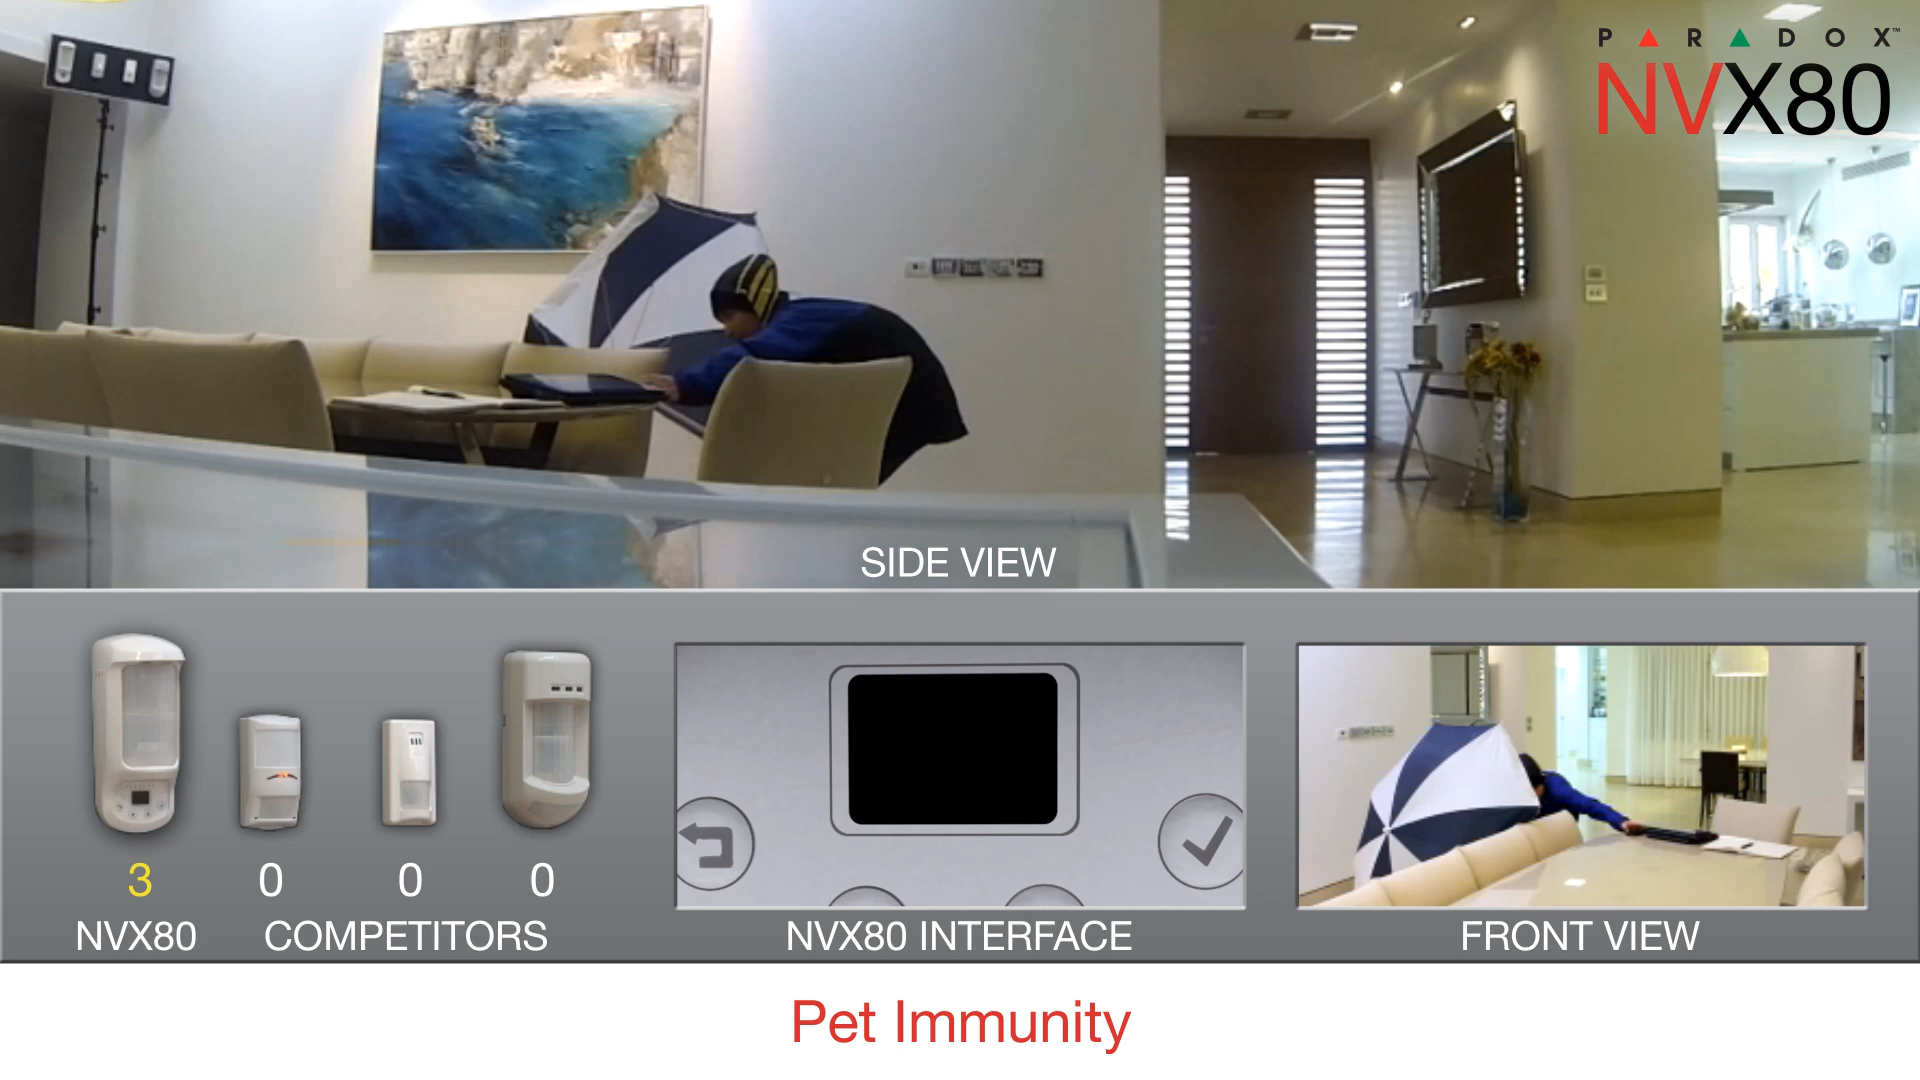 PARADOX™
NVX80
SIDE VIEW
3 0 0 0
NVX80 COMPETITORS
NVX80 INTERFACE
FRONT VIEW
Pet Immunity